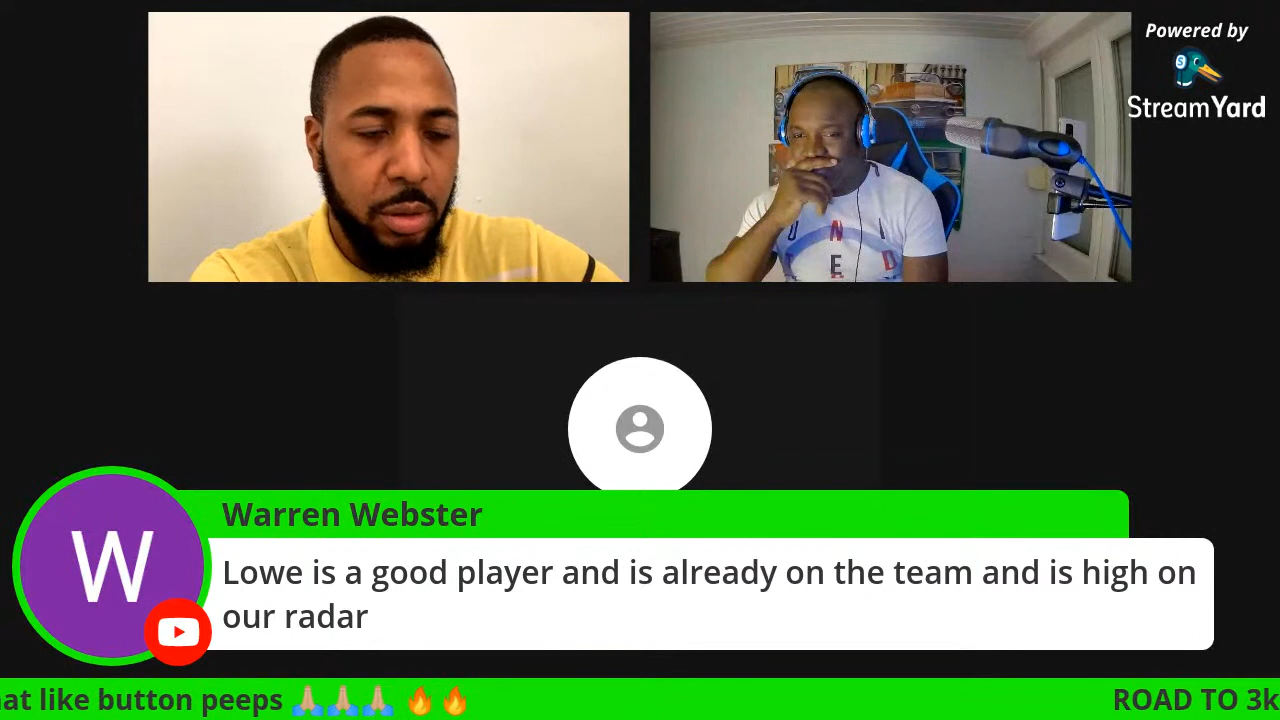 Powered by
StreamYard
U N I
E D
W
Warren Webster
Lowe is a good player and is already on the team and is high on
our radar
at like button peeps 🙏🏼🙏🏼🙏🏼 🔥🔥 ROAD TO 3k